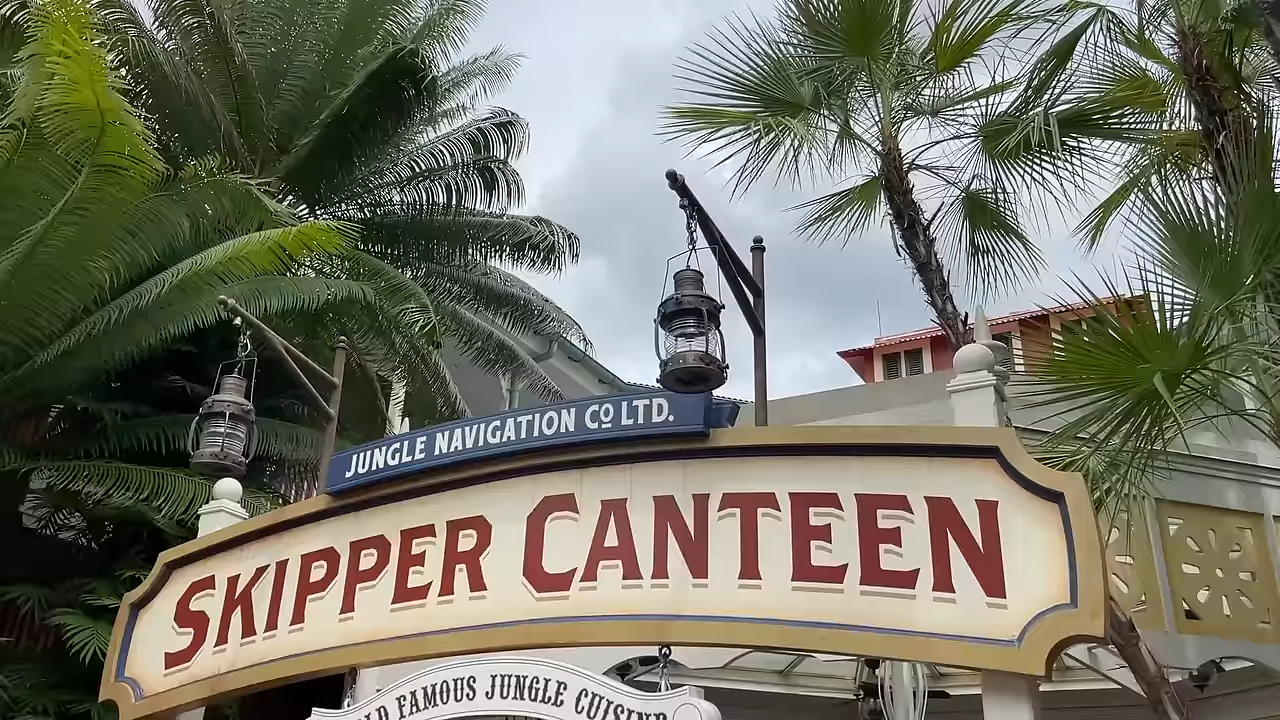 JUNGLE NAVIGATION CO LTD.
SKIPPER CANTEEN
FAMOUS JUNGLE CUISINE